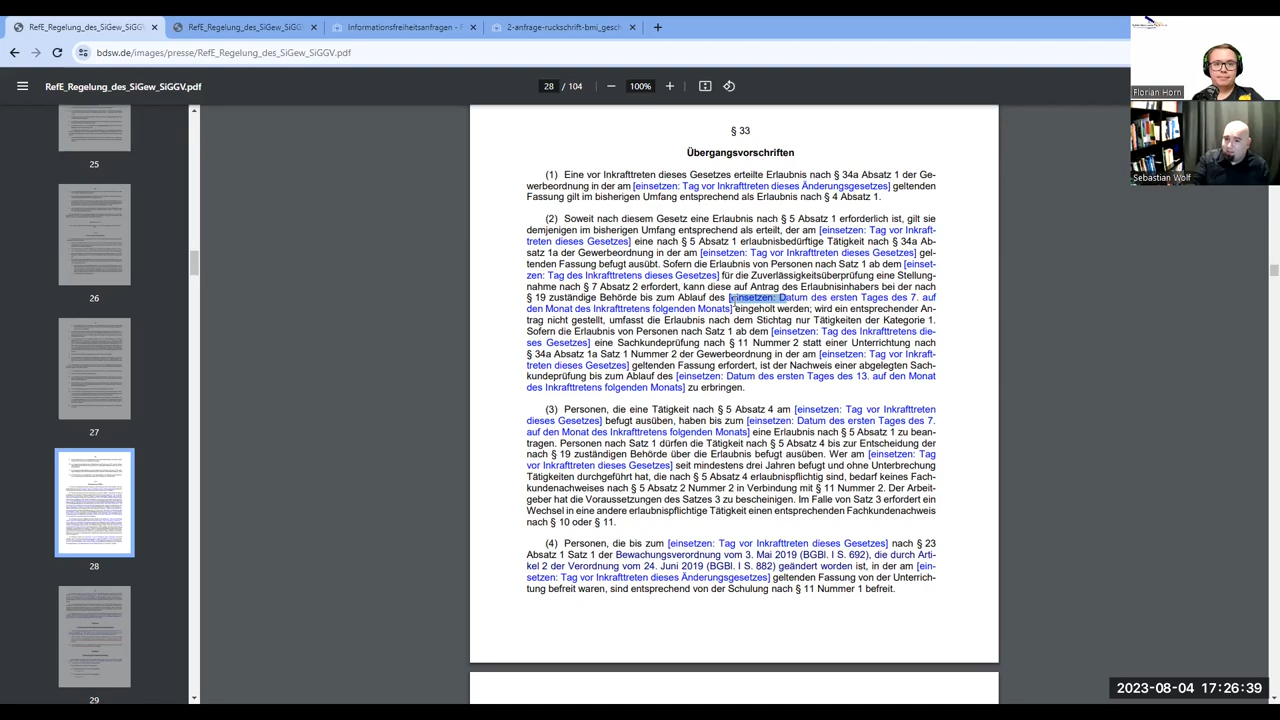 RefE_Regelung_des_SiGew_SiGGV.p
RefE_Regelung_des_SiGew_SiGGV.p
Informationsfreiheitsanfragen - F
2-anfrage-ruckschrift-bmi_gesch
bdsw.de/images/presse/RefE_Regelung_des_SiGew_SiGGV.pdf
RefE_Regelung_des_SiGew_SiGGV.pdf
28 / 104
100%
25
26
27
28
29
§ 33
Übergangsvorschriften
(1) Eine vor Inkrafttreten dieses Gesetzes erteilte Erlaubnis nach § 34a Absatz 1 der Ge-
werbeordnung in der am [einsetzen: Tag vor Inkrafttreten dieses Änderungsgesetzes] geltenden
Fassung gilt im bisherigen Umfang entsprechend als Erlaubnis nach § 4 Absatz 1.
(2) Soweit nach diesem Gesetz eine Erlaubnis nach § 5 Absatz 1 erforderlich ist, gilt sie
demjenigen im bisherigen Umfang entsprechend als erteilt, der am [einsetzen: Tag vor Inkraft-
treten dieses Gesetzes] eine nach § 5 Absatz 1 erlaubnisbedürftige Tätigkeit nach § 34a Ab-
satz 1a der Gewerbeordnung in der am [einsetzen: Tag vor Inkrafttreten dieses Gesetzes] gel-
tenden Fassung befugt ausübt. Sofern die Erlaubnis von Personen nach Satz 1 ab dem [einset-
zen: Tag des Inkrafttretens dieses Gesetzes] für die Zuverlässigkeitsüberprüfung eine Stellung-
nahme nach § 7 Absatz 2 erfordert, kann diese auf Antrag des Erlaubnisinhabers bei der nach
§ 19 zuständige Behörde bis zum Ablauf des [einsetzen: Datum des ersten Tages des 7. auf
den Monat des Inkrafttretens folgenden Monats] eingeholt werden; wird ein entsprechender An-
trag nicht gestellt, umfasst die Erlaubnis nach dem Stichtag nur Tätigkeiten der Kategorie 1.
Sofern die Erlaubnis von Personen nach Satz 1 ab dem [einsetzen: Tag des Inkrafttretens die-
ses Gesetzes] eine Sachkundeprüfung nach § 11 Nummer 2 statt einer Unterrichtung nach
§ 34a Absatz 1a Satz 1 Nummer 2 der Gewerbeordnung in der am [einsetzen: Tag vor Inkraft-
treten dieses Gesetzes] geltenden Fassung erfordert, ist der Nachweis einer abgelegten Sach-
kundeprüfung bis zum Ablauf des [einsetzen: Datum des ersten Tages des 13. auf den Monat
des Inkrafttretens folgenden Monats] zu erbringen.
(3) Personen, die eine Tätigkeit nach § 5 Absatz 4 am [einsetzen: Tag vor Inkrafttreten
dieses Gesetzes] befugt ausüben, haben bis zum [einsetzen: Datum des ersten Tages des 7.
auf den Monat des Inkrafttretens folgenden Monats] eine Erlaubnis nach § 5 Absatz 1 zu bean-
tragen. Personen nach Satz 1 dürfen die Tätigkeit nach § 5 Absatz 4 bis zur Entscheidung der
nach § 19 zuständigen Behörde über die Erlaubnis befugt ausüben. Wer am [einsetzen: Tag
vor Inkrafttreten dieses Gesetzes] seit mindestens drei Jahren befugt und ohne Unterbrechung
Tätigkeiten durchgeführt hat, die nach § 5 Absatz 4 erlaubnispflichtig sind, bedarf keines Fach-
kundenachweises nach § 5 Absatz 2 Nummer 2 in Verbindung mit § 11 Nummer 2. Der Arbeit-
geber hat die Voraussetzungen des Satzes 3 zu bescheinigen. Im Falle von Satz 3 erfordert ein
Wechsel in eine andere erlaubnispflichtige Tätigkeit einen entsprechenden Fachkundenachweis
nach § 10 oder § 11.
(4) Personen, die bis zum [einsetzen: Tag vor Inkrafttreten dieses Gesetzes] nach § 23
Absatz 1 Satz 1 der Bewachungsverordnung vom 3. Mai 2019 (BGBl. I S. 692), die durch Arti-
kel 2 der Verordnung vom 24. Juni 2019 (BGBl. I S. 882) geändert worden ist, in der am [ein-
setzen: Tag vor Inkrafttreten dieses Änderungsgesetzes] geltenden Fassung von der Unterrich-
tung befreit waren, sind entsprechend von der Schulung nach § 11 Nummer 1 befreit.
Florian Horn
Sebastian Wolf
2023-08-04 17:26:39